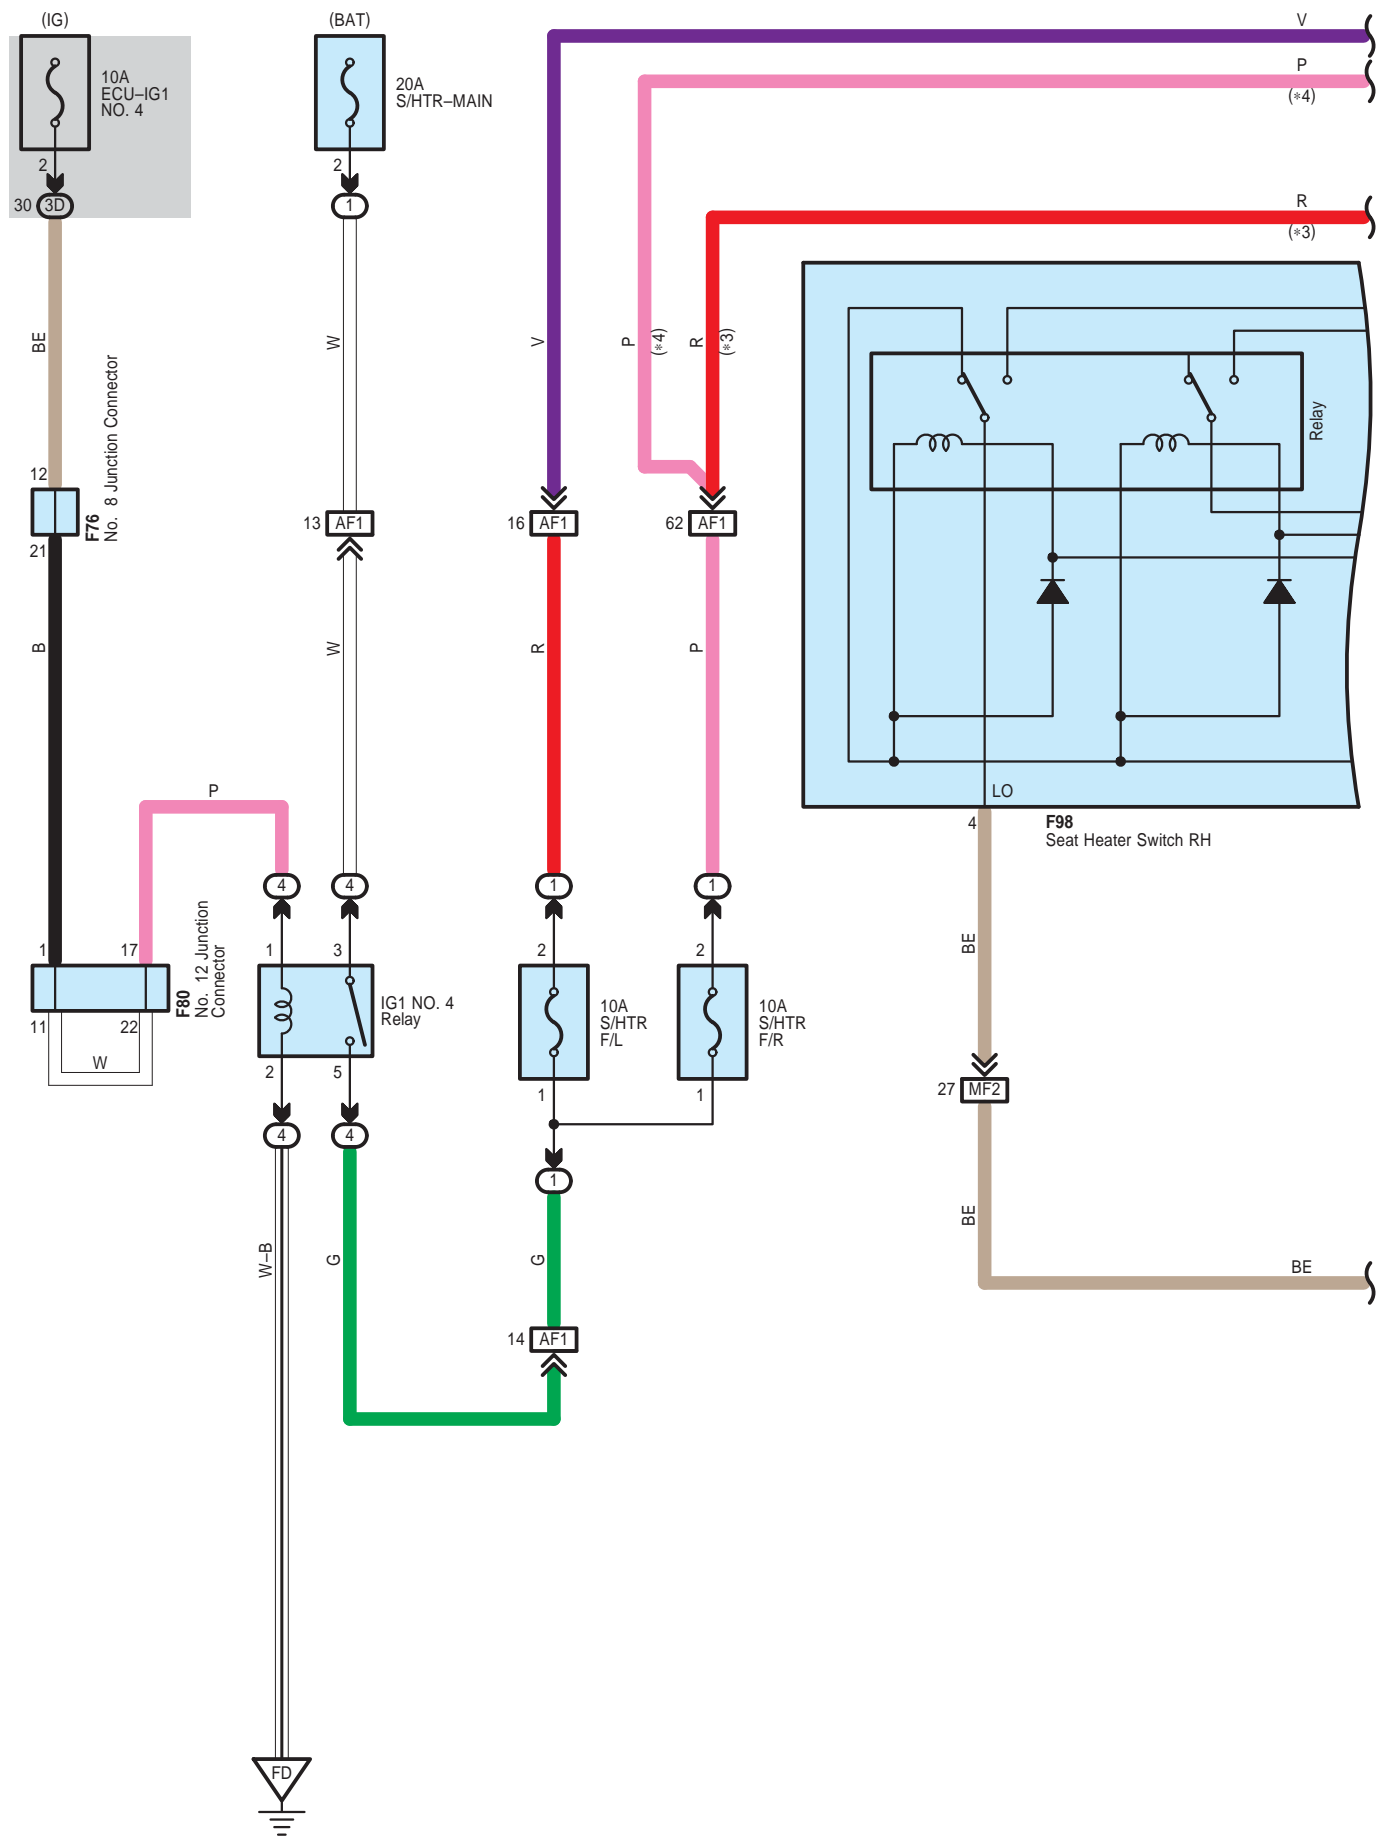 (IG)
(BAT)
V
P
(*4)
10A
ECU–IG1
NO. 4
20A
S/HTR–MAIN
2
2
30
3D
1
R
(*3)
BE
W
V
P
(*4)
R
(*3)
Relay
12
F76
No. 8 Junction Connector
21
13
AF1
16
AF1
62
AF1
B
W
R
P
P
LO
4
F98
Seat Heater Switch RH
4
4
1
1
1
17
F80
No. 12 Junction
Connector
1
3
2
2
BE
11
22
W
IG1 NO. 4
Relay
10A
S/HTR
F/L
10A
S/HTR
F/R
2
5
1
1
27
MF2
4
4
1
W–B
G
G
BE
BE
14
AF1
FD